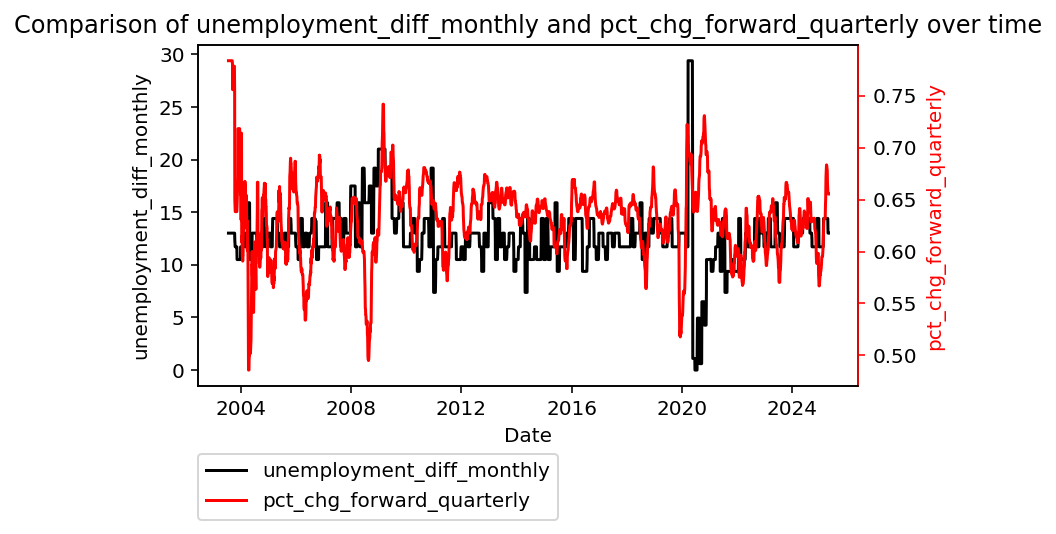 Comparison of unemployment_diff_monthly and pct_chg_forward_quarterly over time
unemployment_diff_monthly
30
25
20
15
10
5
0
pct_chg_forward_quarterly
0.75
0.70
0.65
0.60
0.55
0.50
2004 2008 2012 2016 2020 2024
Date
unemployment_diff_monthly
pct_chg_forward_quarterly